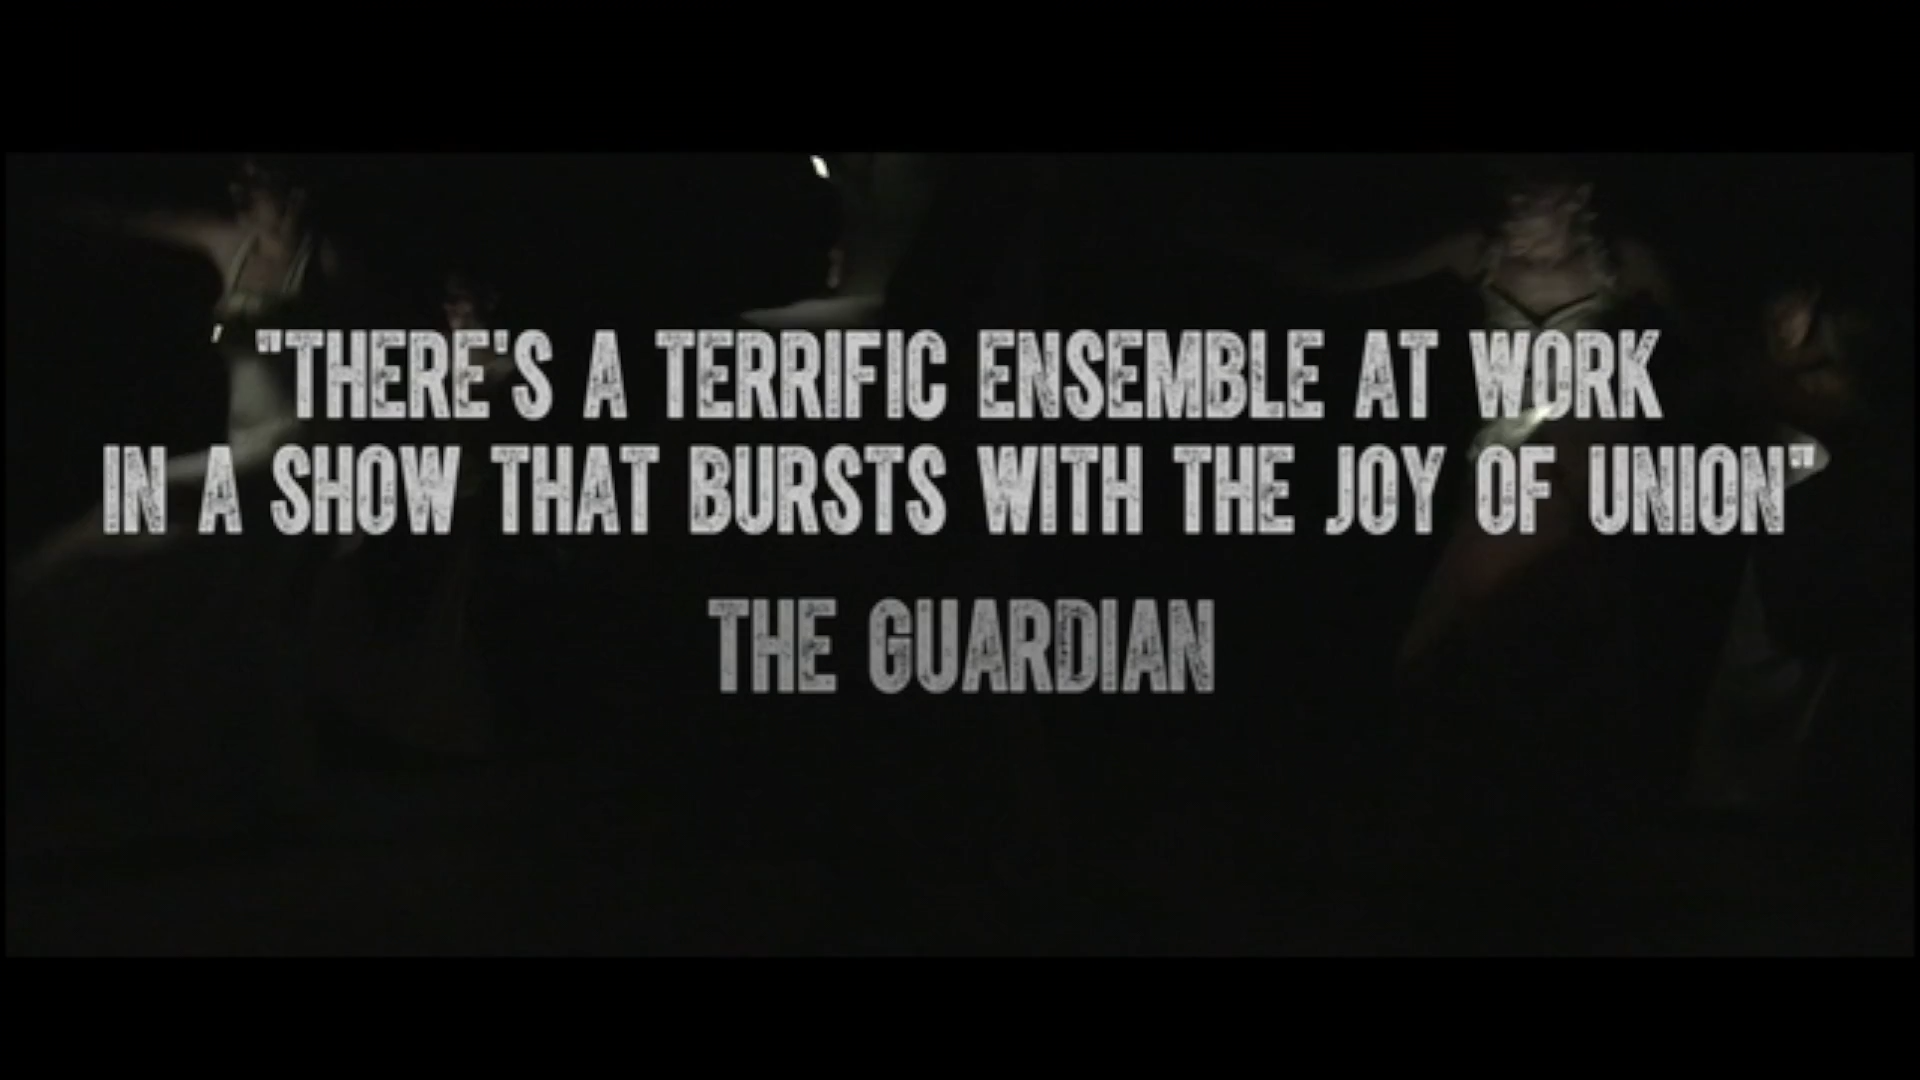 "THERE'S A TERRIFIC ENSEMBLE AT WORK
IN A SHOW THAT BURSTS WITH THE JOY OF UNION"
THE GUARDIAN